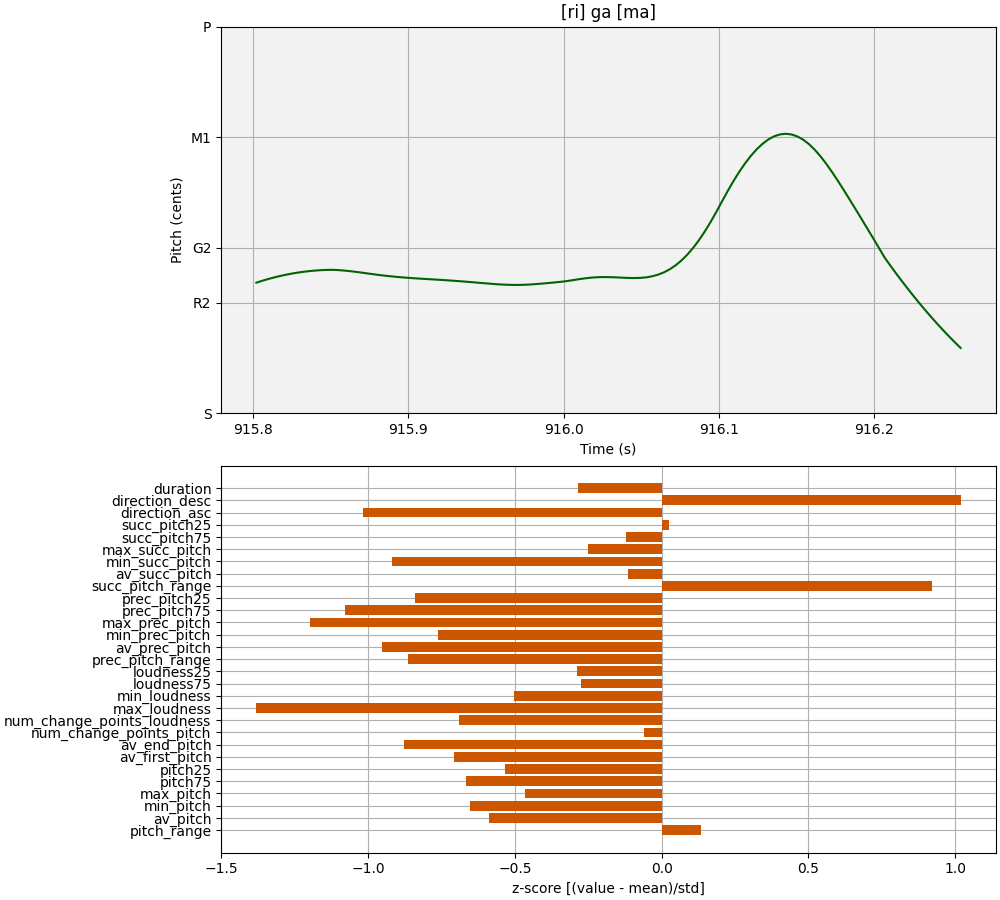 [ri] ga [ma]
P
M1
G2
R2
S
Pitch (cents)
915.8 915.9 916.0 916.1 916.2
Time (s)
duration
direction_desc
direction_asc
succ_pitch25
succ_pitch75
max_succ_pitch
min_succ_pitch
av_succ_pitch
succ_pitch_range
prec_pitch25
prec_pitch75
max_prec_pitch
min_prec_pitch
av_prec_pitch
prec_pitch_range
loudness25
loudness75
min_loudness
max_loudness
num_change_points_loudness
num_change_points_pitch
av_end_pitch
av_first_pitch
pitch25
pitch75
max_pitch
min_pitch
av_pitch
pitch_range
−1.5 −1.0 −0.5 0.0 0.5 1.0
z-score [(value - mean)/std]